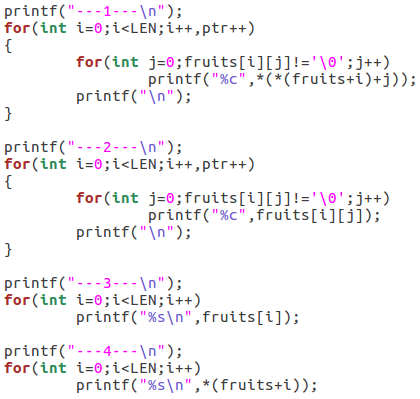 printf("---1---\n");
for(int i=0;i<LEN;i++,ptr++)
{
        for(int j=0;fruits[i][j]!='\0';j++)
                printf("%c",*(*(fruits+i)+j));
        printf("\n");
}

printf("---2---\n");
for(int i=0;i<LEN;i++,ptr++)
{
        for(int j=0;fruits[i][j]!='\0';j++)
                printf("%c",fruits[i][j]);
        printf("\n");
}

printf("---3---\n");
for(int i=0;i<LEN;i++)
        printf("%s\n",fruits[i]);

printf("---4---\n");
for(int i=0;i<LEN;i++)
        printf("%s\n",*(fruits+i));